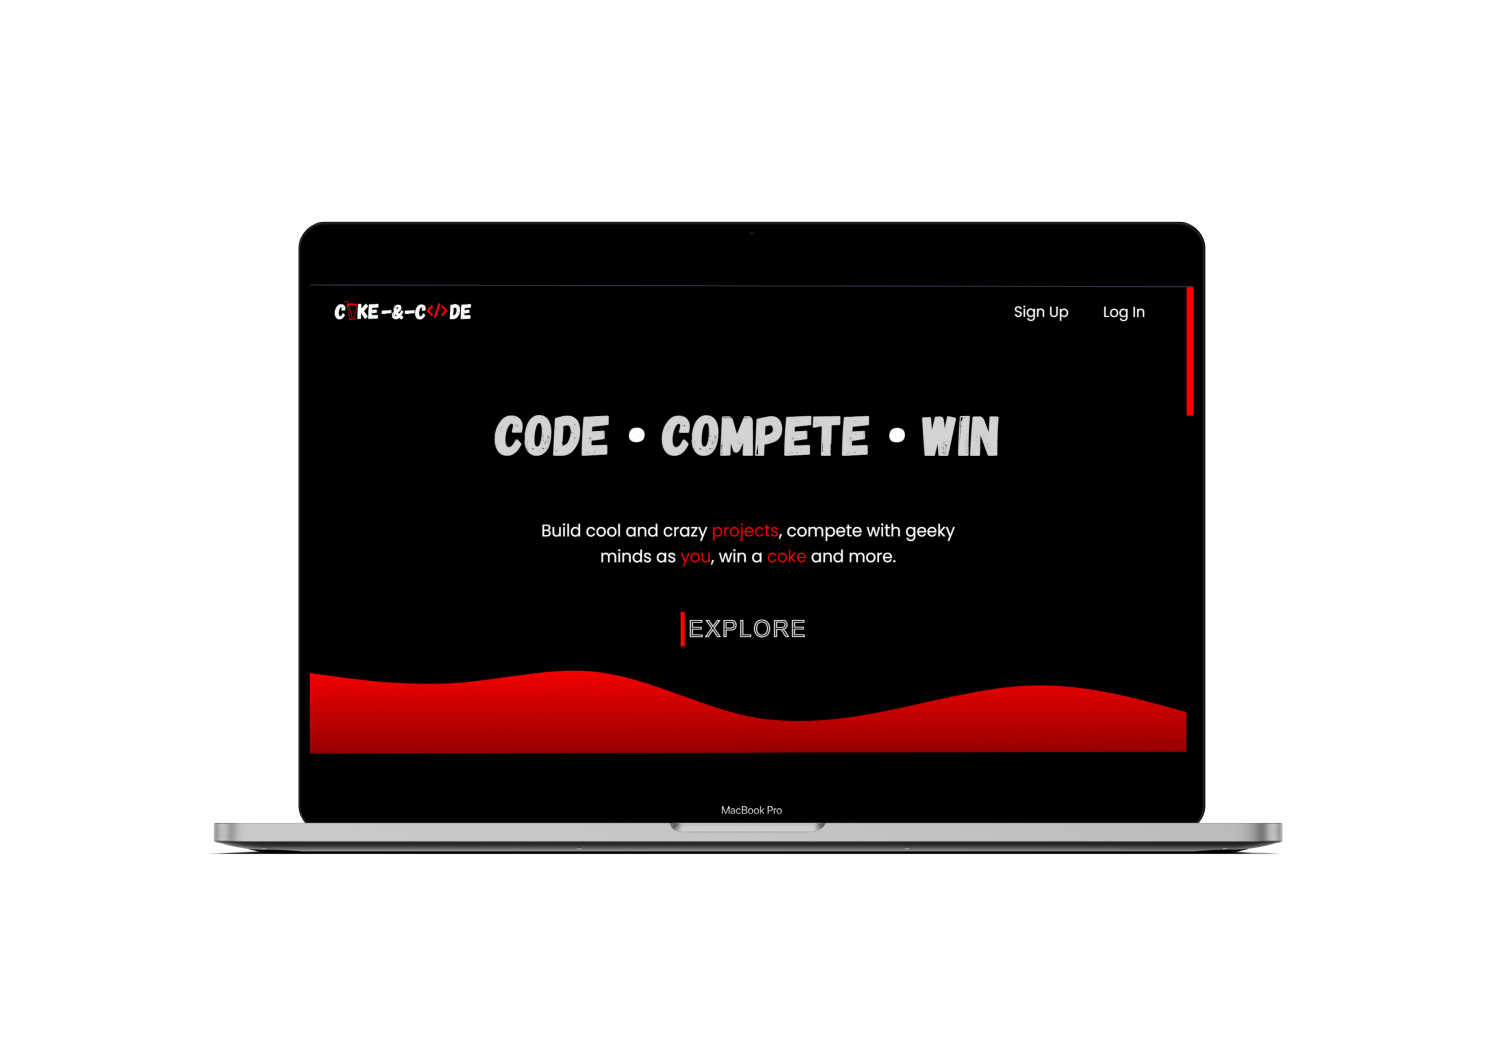 COKE-&-C</>DE
Sign Up
Log In
CODE • COMPETE • WIN
Build cool and crazy projects, compete with geeky
minds as you, win a coke and more.
EXPLORE
MacBook Pro